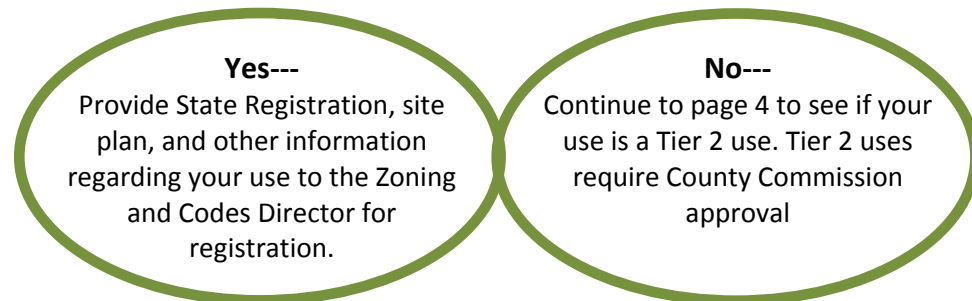 Yes---
Provide State Registration, site
plan, and other information
regarding your use to the Zoning
and Codes Director for
registration.
No---
Continue to page 4 to see if your
use is a Tier 2 use. Tier 2 uses
require County Commission
approval